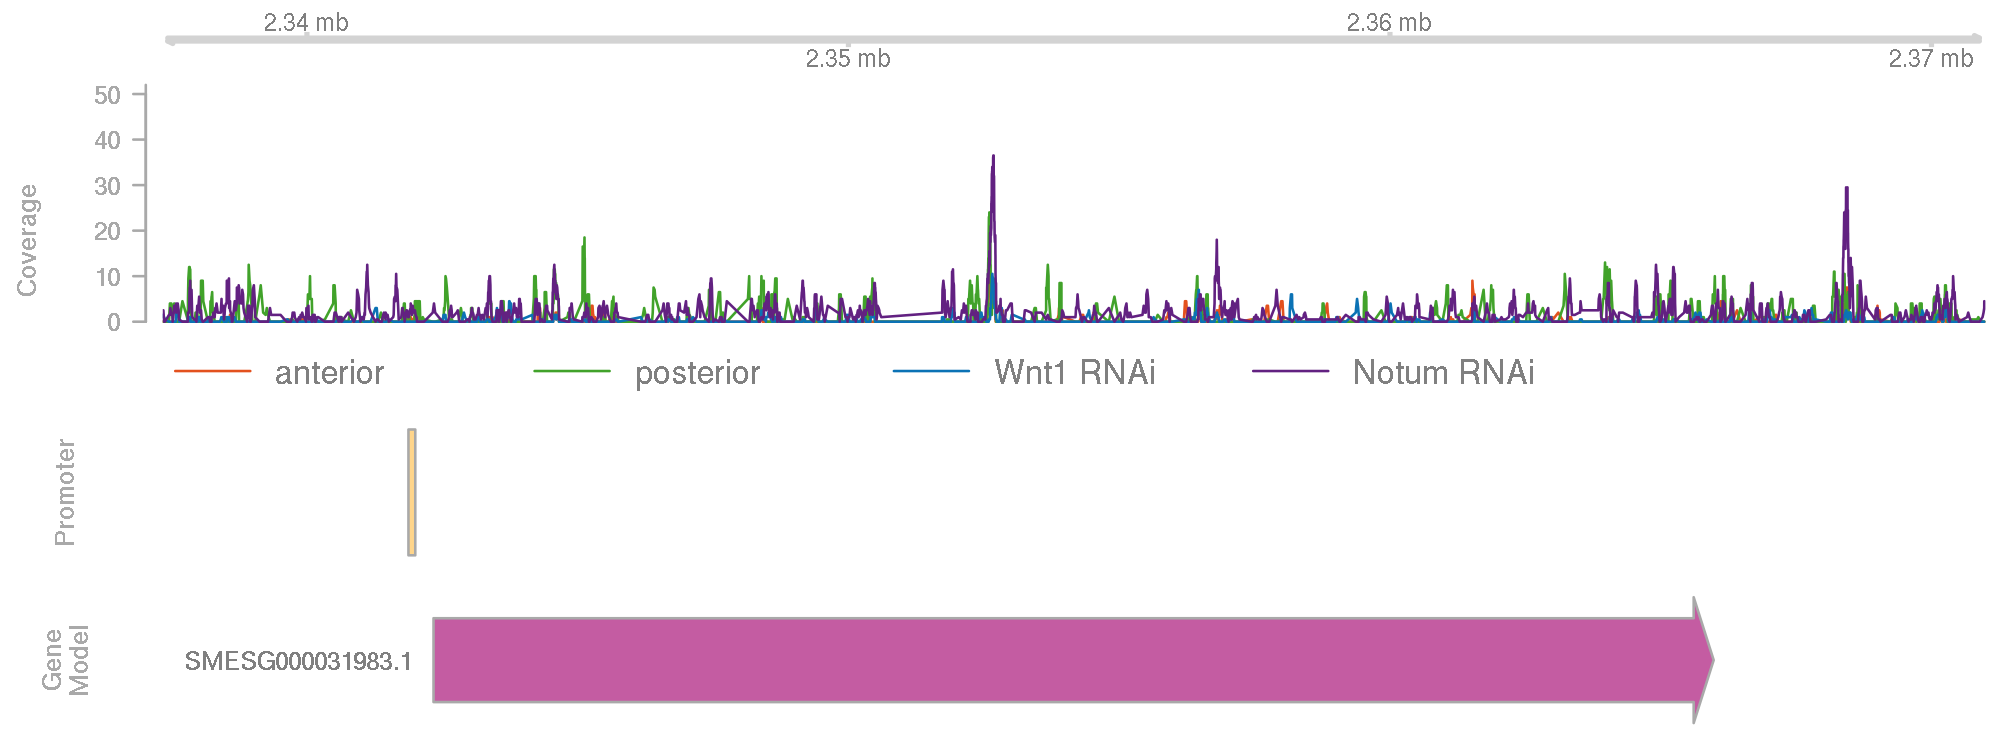 2.34 mb
2.36 mb
2.35 mb
2.37 mb
Coverage
50
40
30
20
10
0
anterior
posterior
Wnt1 RNAi
Notum RNAi
Promoter
Gene
Model
SMESG000031983.1